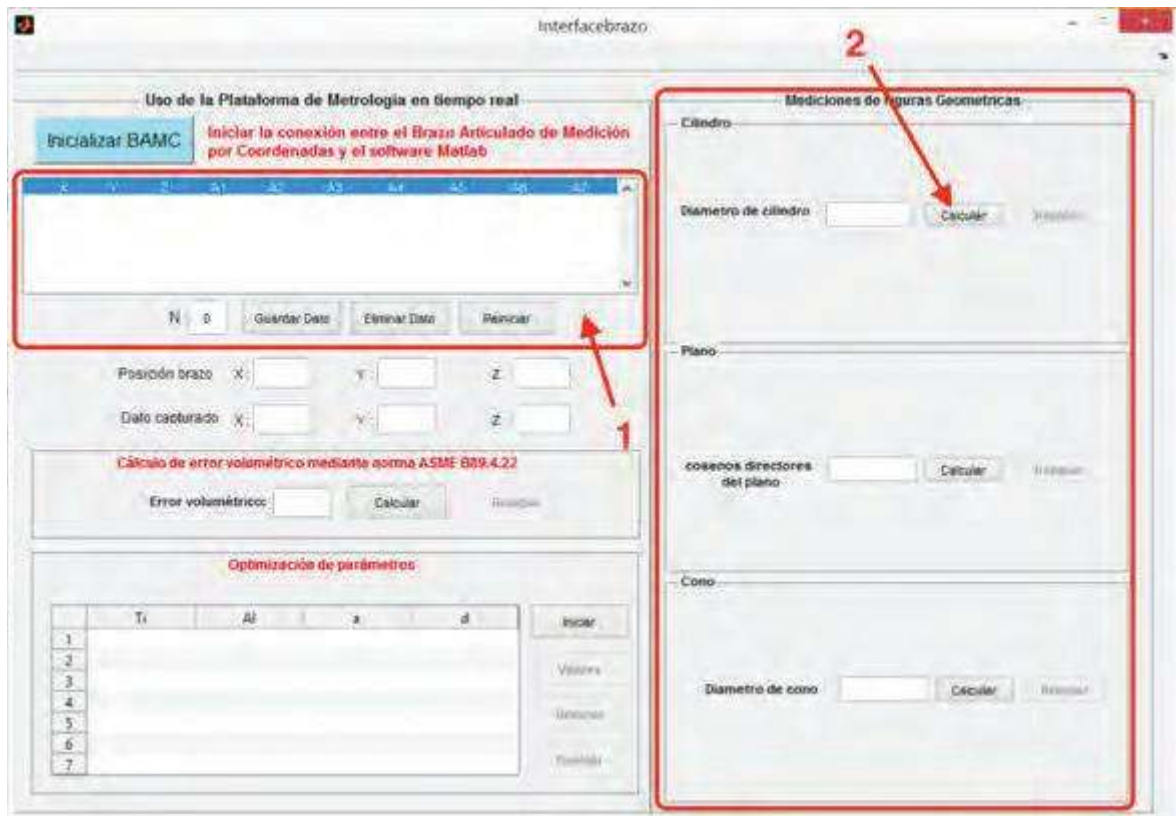 Interfacebrazo
2
Uso de la Plataforma de Metrología en tiempo real
Inicializar BAMC
Iniciar la conexión entre el Brazo Articulado de Medición
por Coordenadas y el software Matlab
X Y Z A1 A2 A3 A4 A5 A6 A7
N 0 Guardar Dato Eliminar Dato Reiniciar
1
Posición brazo X: Y: Z:
Dato capturado X: Y: Z:
Cálculo de error volumétrico mediante norma ASME B89.4.22
Error volumétrico: Calcular
Optimización de parámetros
Ti Al a d
1
2
3
4
5
6
7
Iniciar
Mediciones de figuras Geometricas
Cilindro
Diametro de cilindro Calcular
Plano
cosenos directores
del plano
Calcular
Cono
Diametro de cono Calcular